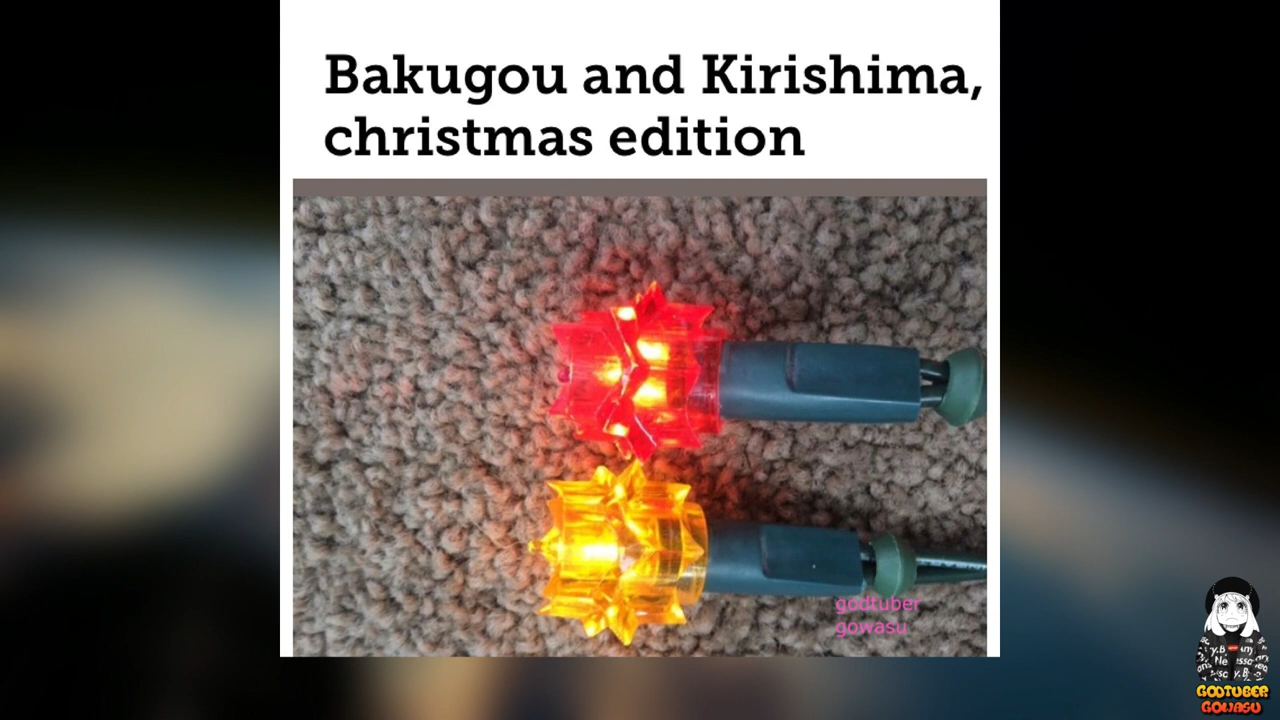 Bakugou and Kirishima,
christmas edition
godtuber
gowasu
GODTUBER
GOWASU